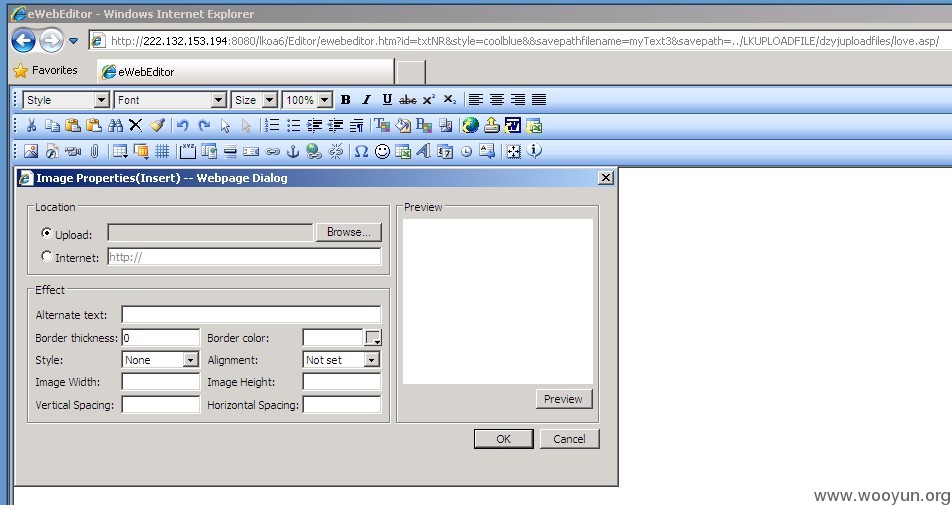 eWebEditor - Windows Internet Explorer
http://222.132.153.194:8080/lkoa6/Editor/ewebeditor.htm?id=txtNR&style=coolblue&&savepathfilename=myText3&savepath=../LKUPLOADFILE/dzyjuploadfiles/love.asp/
Favorites eWebEditor
Style Font Size 100% B I U abc x² x₂
XYZ
Image Properties(Insert) -- Webpage Dialog
Location Preview
Upload: Browse...
Internet: http://
Effect
Alternate text:
Border thickness: 0 Border color:
Style: None Alignment: Not set
Image Width: Image Height:
Preview
Vertical Spacing: Horizontal Spacing:
OK Cancel
www.wooyun.org